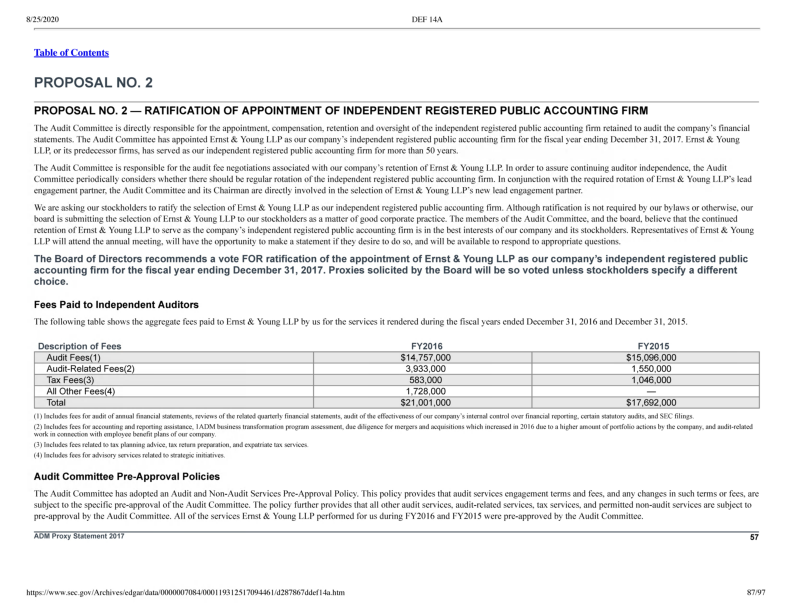 8/25/2020 DEF 14A
Table of Contents
PROPOSAL NO. 2
PROPOSAL NO. 2 — RATIFICATION OF APPOINTMENT OF INDEPENDENT REGISTERED PUBLIC ACCOUNTING FIRM
The Audit Committee is directly responsible for the appointment, compensation, retention and oversight of the independent registered public accounting firm retained to audit the company's financial
statements. The Audit Committee has appointed Ernst & Young LLP as our company's independent registered public accounting firm for the fiscal year ending December 31, 2017. Ernst & Young
LLP, or its predecessor firms, has served as our independent registered public accounting firm for more than 50 years.
The Audit Committee is responsible for the audit fee negotiations associated with our company's retention of Ernst & Young LLP. In order to assure continuing auditor independence, the Audit
Committee periodically considers whether there should be regular rotation of the independent registered public accounting firm. In conjunction with the required rotation of Ernst & Young LLP's lead
engagement partner, the Audit Committee and its Chairman are directly involved in the selection of Ernst & Young LLP's new lead engagement partner.
We are asking our stockholders to ratify the selection of Ernst & Young LLP as our independent registered public accounting firm. Although ratification is not required by our bylaws or otherwise, our
board is submitting the selection of Ernst & Young LLP to our stockholders as a matter of good corporate practice. The members of the Audit Committee, and the board, believe that the continued
retention of Ernst & Young LLP to serve as the company's independent registered public accounting firm is in the best interests of our company and its stockholders. Representatives of Ernst & Young
LLP will attend the annual meeting, will have the opportunity to make a statement if they desire to do so, and will be available to respond to appropriate questions.
The Board of Directors recommends a vote FOR ratification of the appointment of Ernst & Young LLP as our company's independent registered public
accounting firm for the fiscal year ending December 31, 2017. Proxies solicited by the Board will be so voted unless stockholders specify a different
choice.
Fees Paid to Independent Auditors
The following table shows the aggregate fees paid to Ernst & Young LLP by us for the services it rendered during the fiscal years ended December 31, 2016 and December 31, 2015.
Description of Fees FY2016 FY2015
Audit Fees(1) $14,757,000 $15,096,000
Audit-Related Fees(2) 3,933,000 1,550,000
Tax Fees(3) 583,000 1,046,000
All Other Fees(4) 1,728,000 —
Total $21,001,000 $17,692,000
(1) Includes fees for audit of annual financial statements, reviews of the related quarterly financial statements, audit of the effectiveness of our company's internal control over financial reporting, certain statutory audits, and SEC filings.
(2) Includes fees for accounting and reporting assistance, 1ADM business transformation program assessment, due diligence for mergers and acquisitions which increased in 2016 due to a higher amount of portfolio actions by the company, and audit-related
work in connection with employee benefit plans of our company.
(3) Includes fees related to tax planning advice, tax return preparation, and expatriate tax services.
(4) Includes fees for advisory services related to strategic initiatives.
Audit Committee Pre-Approval Policies
The Audit Committee has adopted an Audit and Non-Audit Services Pre-Approval Policy. This policy provides that audit services engagement terms and fees, and any changes in such terms or fees, are
subject to the specific pre-approval of the Audit Committee. The policy further provides that all other audit services, audit-related services, tax services, and permitted non-audit services are subject to
pre-approval by the Audit Committee. All of the services Ernst & Young LLP performed for us during FY2016 and FY2015 were pre-approved by the Audit Committee.
ADM Proxy Statement 2017 57
https://www.sec.gov/Archives/edgar/data/0000007084/000119312517094461/d287867ddef14a.htm 87/97